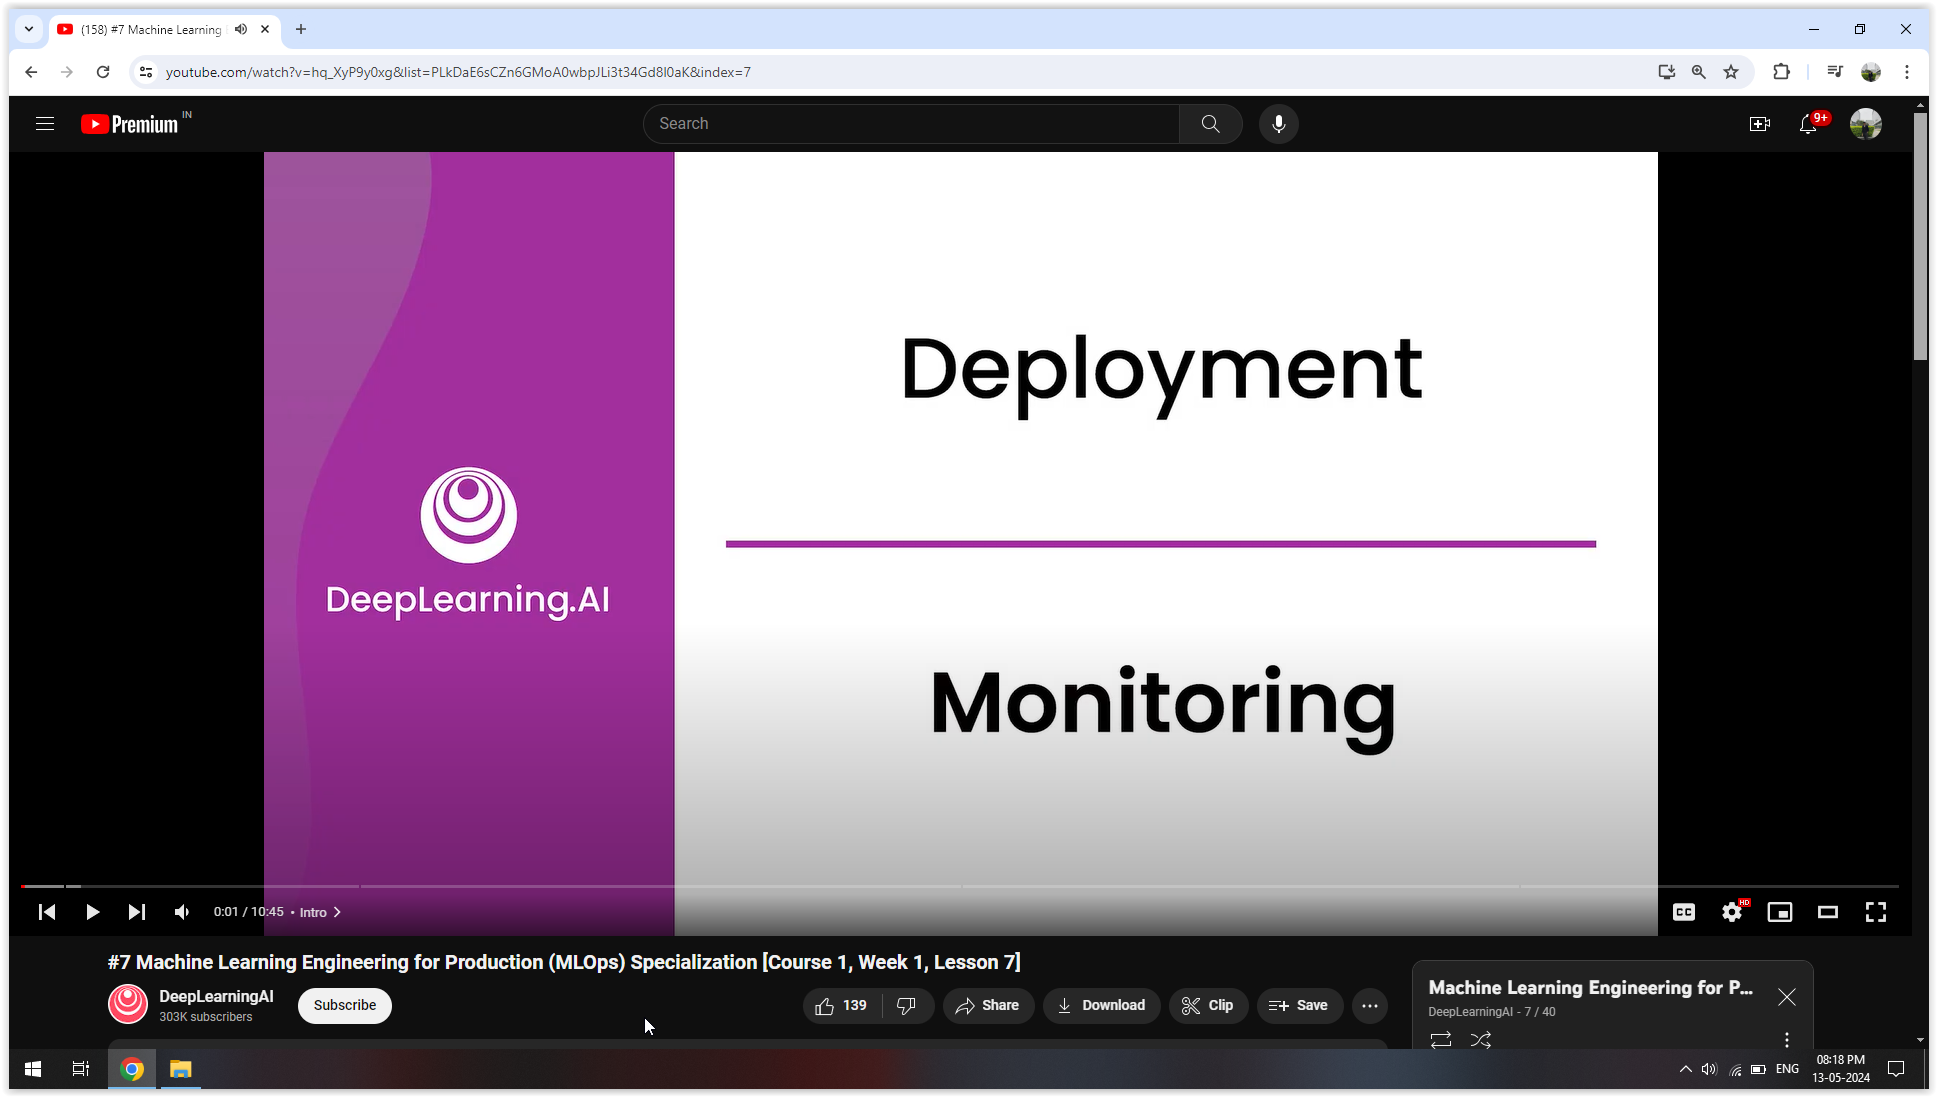 (158) #7 Machine Learning
youtube.com/watch?v=hq_XyP9y0xg&list=PLkDaE6sCZn6GMoA0wbpJLi3t34Gd8l0aK&index=7
Premium IN
Search
9+
Deployment
DeepLearning.AI
Monitoring
0:01 / 10:45 • Intro
CC
HD
#7 Machine Learning Engineering for Production (MLOps) Specialization [Course 1, Week 1, Lesson 7]
DeepLearningAI
303K subscribers
Subscribe
139
Share
Download
Clip
Save
Machine Learning Engineering for P...
DeepLearningAI - 7 / 40
ENG
08:18 PM
13-05-2024